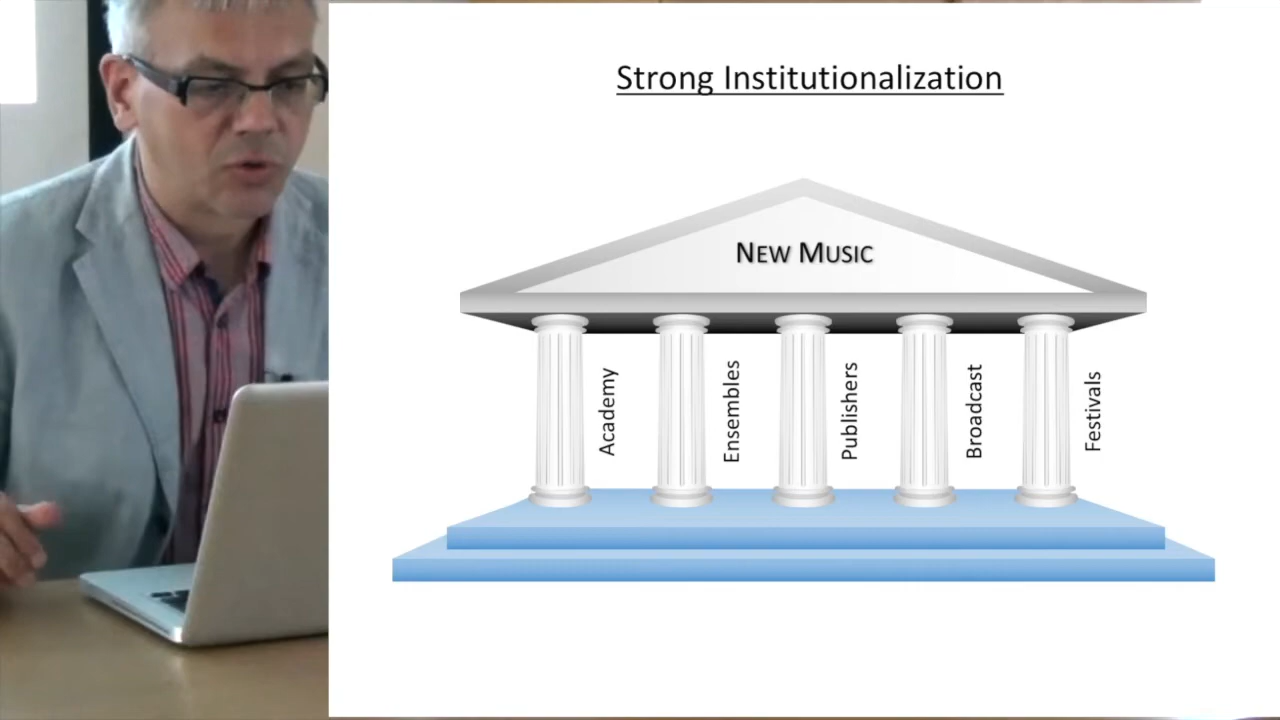 Strong Institutionalization
NEW MUSIC
Academy
Ensembles
Publishers
Broadcast
Festivals